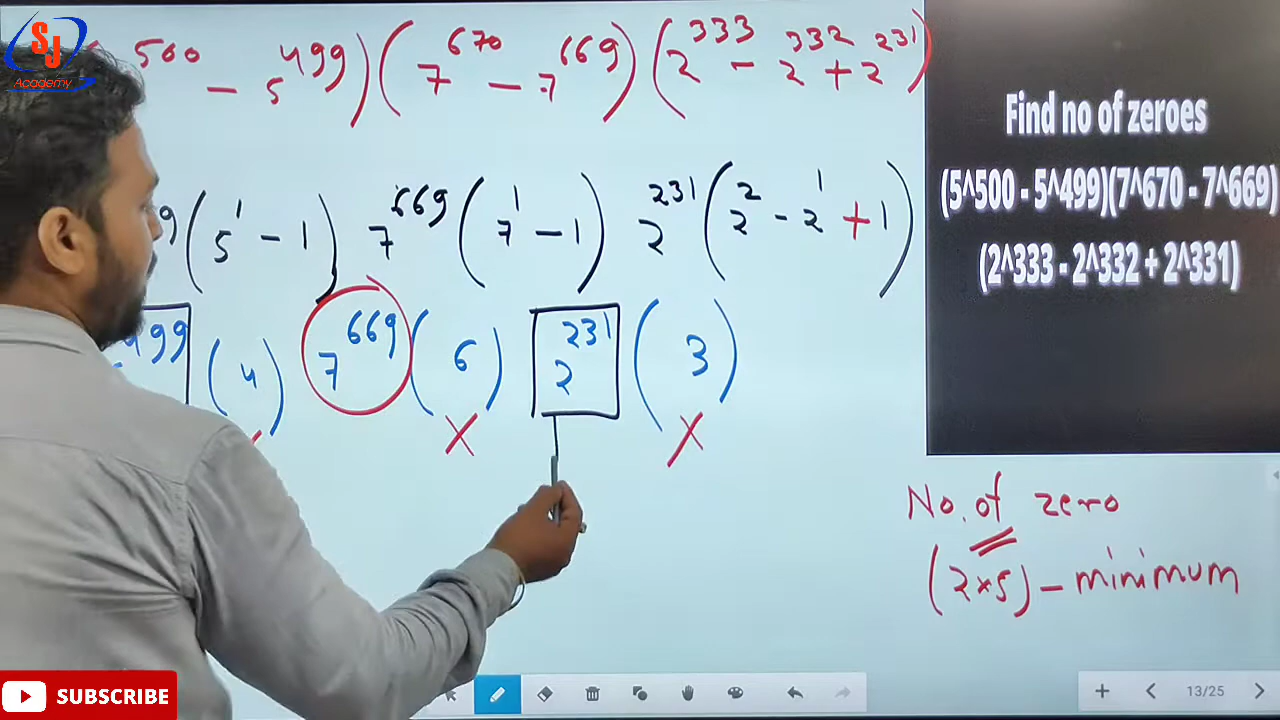 SJ
Academy
500 - 5^499)(7^670 - 7^669)(2^333 - 2^332 + 2^231)
9(5^1 - 1) 7^669(7^1 - 1) 2^231(2^2 - 2^1 + 1)
499 (4) 7^669(6) 2^231(3)
X X
Find no of zeroes
(5^500 - 5^499)(7^670 - 7^669)
(2^333 - 2^332 + 2^331)
No. of zero
(2×5) - minimum
SUBSCRIBE
13/25